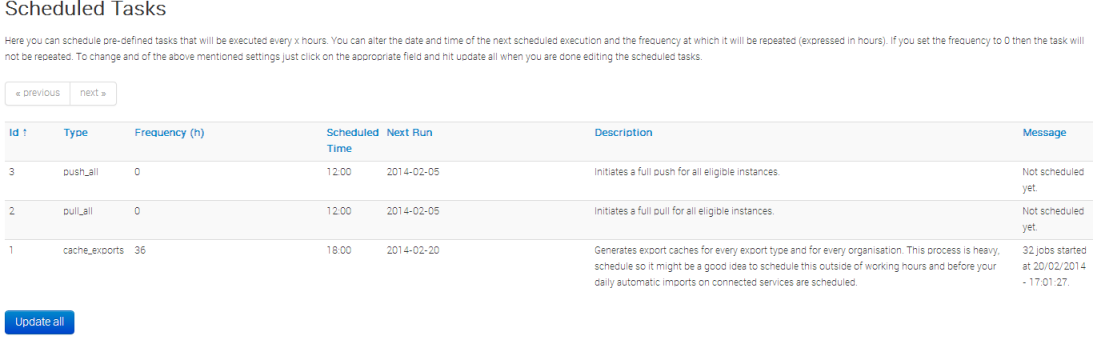 Scheduled Tasks
Here you can schedule pre-defined tasks that will be executed every x hours. You can alter the date and time of the next scheduled execution and the frequency at which it will be repeated (expressed in hours). If you set the frequency to 0 then the task will
not be repeated. To change and of the above mentioned settings just click on the appropriate field and hit update all when you are done editing the scheduled tasks.
« previous next »
Id ↑ Type Frequency (h) Scheduled Next Run Description Message
Time
3 push_all 0 12:00 2014-02-05 Initiates a full push for all eligible instances. Not scheduled
yet.
2 pull_all 0 12:00 2014-02-05 Initiates a full pull for all eligible instances. Not scheduled
yet.
1 cache_exports 36 18:00 2014-02-20 Generates export caches for every export type and for every organisation. This process is heavy, 32 jobs started
schedule so it might be a good idea to schedule this outside of working hours and before your at 20/02/2014
daily automatic imports on connected services are scheduled. - 17:01:27.
Update all